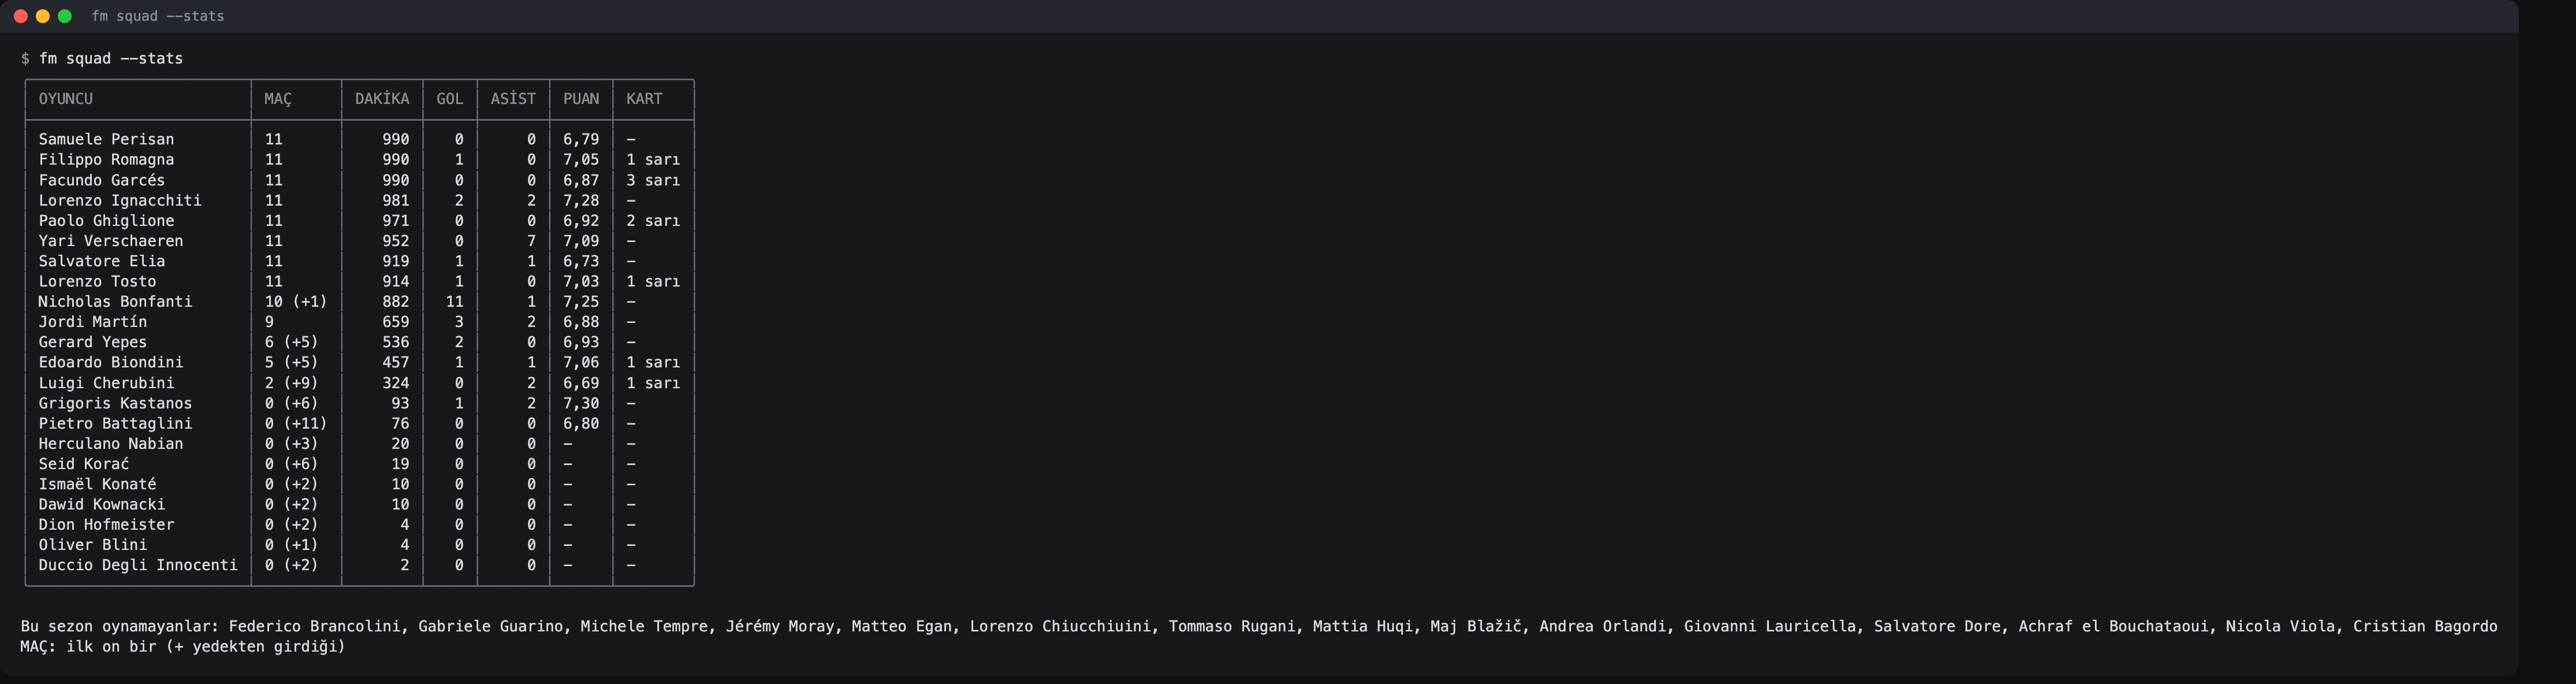 fm squad --stats
$ fm squad --stats
OYUNCU MAÇ DAKİKA GOL ASİST PUAN KART
Samuele Perisan 11 990 0 0 6,79 –
Filippo Romagna 11 990 1 0 7,05 1 sarı
Facundo Garcés 11 990 0 0 6,87 3 sarı
Lorenzo Ignacchiti 11 981 2 2 7,28 –
Paolo Ghiglione 11 971 0 0 6,92 2 sarı
Yari Verschaeren 11 952 0 7 7,09 –
Salvatore Elia 11 919 1 1 6,73 –
Lorenzo Tosto 11 914 1 0 7,03 1 sarı
Nicholas Bonfanti 10 (+1) 882 11 1 7,25 –
Jordi Martín 9 659 3 2 6,88 –
Gerard Yepes 6 (+5) 536 2 0 6,93 –
Edoardo Biondini 5 (+5) 457 1 1 7,06 1 sarı
Luigi Cherubini 2 (+9) 324 0 2 6,69 1 sarı
Grigoris Kastanos 0 (+6) 93 1 2 7,30 –
Pietro Battaglini 0 (+11) 76 0 0 6,80 –
Herculano Nabian 0 (+3) 20 0 0 – –
Seid Korać 0 (+6) 19 0 0 – –
Ismaël Konaté 0 (+2) 10 0 0 – –
Dawid Kownacki 0 (+2) 10 0 0 – –
Dion Hofmeister 0 (+2) 4 0 0 – –
Oliver Blini 0 (+1) 4 0 0 – –
Duccio Degli Innocenti 0 (+2) 2 0 0 – –
Bu sezon oynamayanlar: Federico Brancolini, Gabriele Guarino, Michele Tempre, Jérémy Moray, Matteo Egan, Lorenzo Chiucchiuini, Tommaso Rugani, Mattia Huqi, Maj Blažič, Andrea Orlandi, Giovanni Lauricella, Salvatore Dore, Achraf el Bouchataoui, Nicola Viola, Cristian Bagordo
MAÇ: ilk on bir (+ yedekten girdiği)